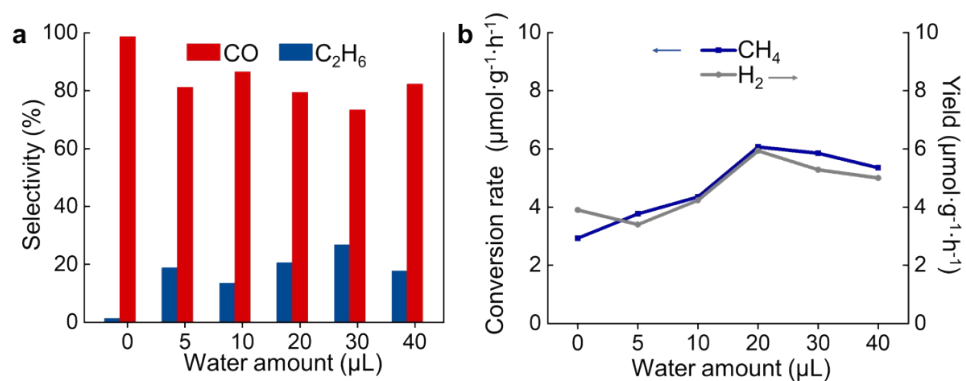 a
CO
C₂H₆
Selectivity (%)
100
80
60
40
20
0
0 5 10 20 30 40
Water amount (µL)
b
CH₄
H₂
Conversion rate (µmol·g⁻¹·h⁻¹)
10
8
6
4
2
0
0 5 10 20 30 40
Water amount (µL)
10
8
6
4
2
0
Yield (µmol·g⁻¹·h⁻¹)